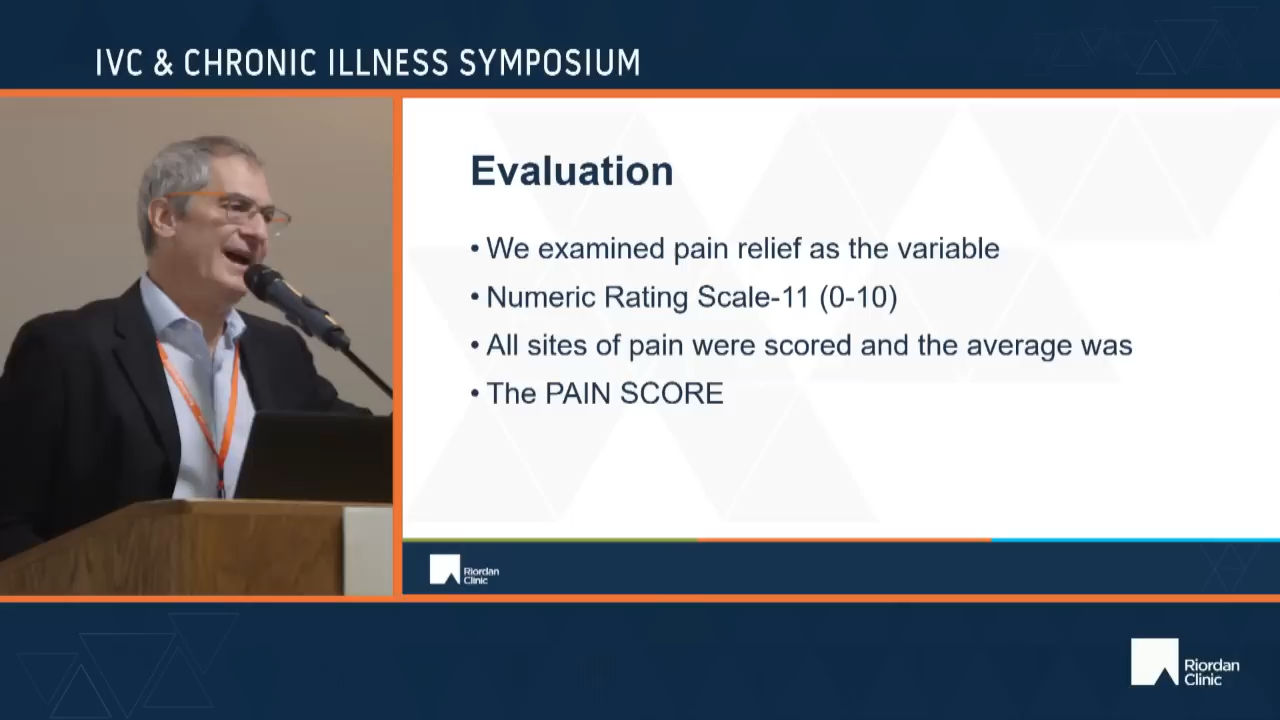 IVC & CHRONIC ILLNESS SYMPOSIUM
Evaluation
• We examined pain relief as the variable
• Numeric Rating Scale-11 (0-10)
• All sites of pain were scored and the average was
• The PAIN SCORE
Riordan
Clinic
Riordan
Clinic